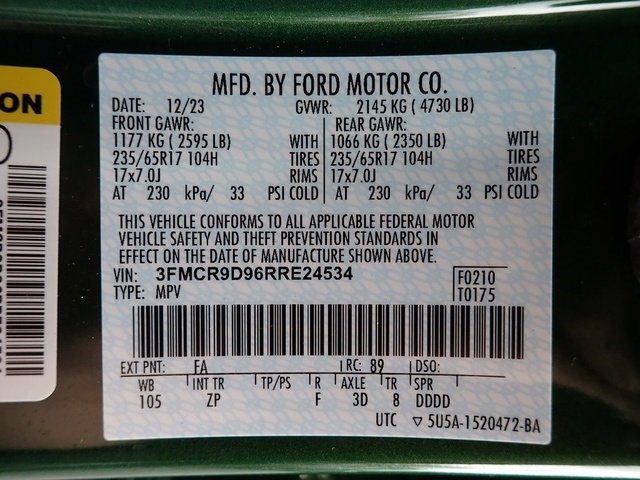 MFD. BY FORD MOTOR CO.
DATE: 12/23 GVWR: 2145 KG ( 4730 LB)
FRONT GAWR: REAR GAWR:
1177 KG ( 2595 LB) WITH 1066 KG ( 2350 LB) WITH
235/65R17 104H TIRES 235/65R17 104H TIRES
17x7.0J RIMS 17x7.0J RIMS
AT 230 kPa/ 33 PSI COLD AT 230 kPa/ 33 PSI COLD
THIS VEHICLE CONFORMS TO ALL APPLICABLE FEDERAL MOTOR
VEHICLE SAFETY AND THEFT PREVENTION STANDARDS IN
EFFECT ON THE DATE OF MANUFACTURE SHOWN ABOVE.
VIN: 3FMCR9D96RRE24534 F0210
TYPE: MPV T0175
EXT PNT: FA RC: 89 DSO:
WB INT TR TP/PS R AXLE TR SPR
105 ZP F 3D 8 DDDD
UTC ▽ 5U5A-1520472-BA
ON